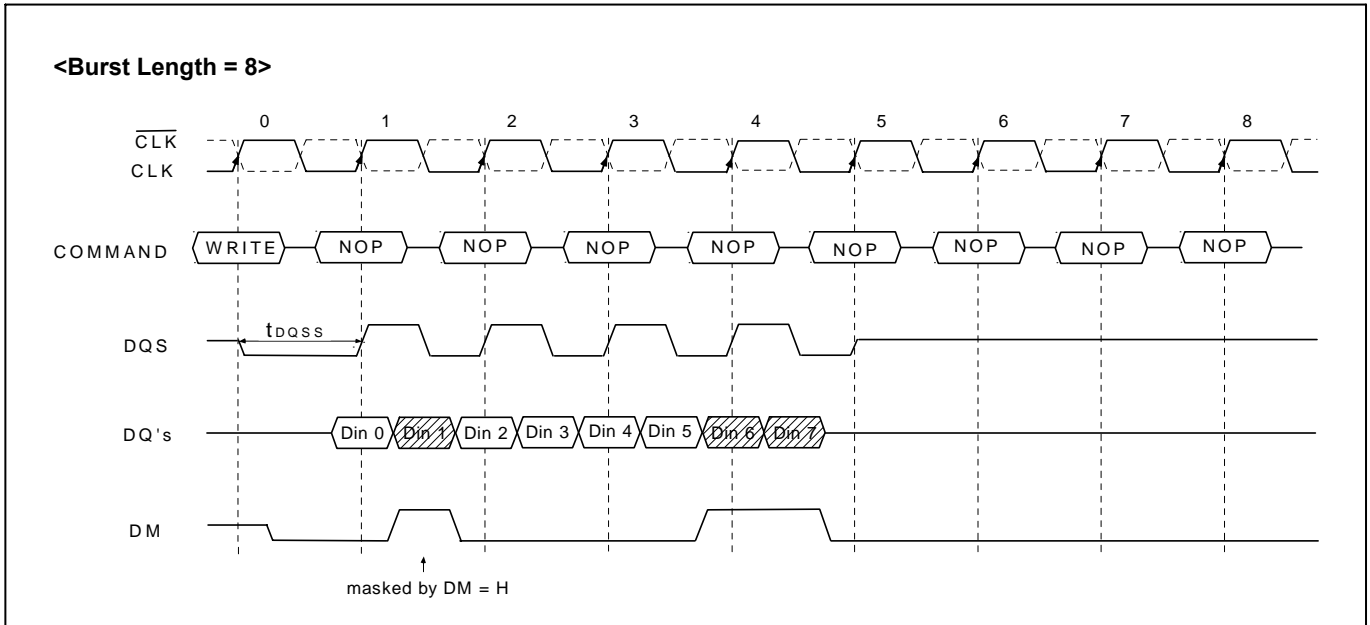 <Burst Length = 8>
0 1 2 3 4 5 6 7 8
CLK
CLK
COMMAND WRITE NOP NOP NOP NOP NOP NOP NOP NOP
DQS tDQSS
DQ's Din 0 Din 1 Din 2 Din 3 Din 4 Din 5 Din 6 Din 7
DM
masked by DM = H